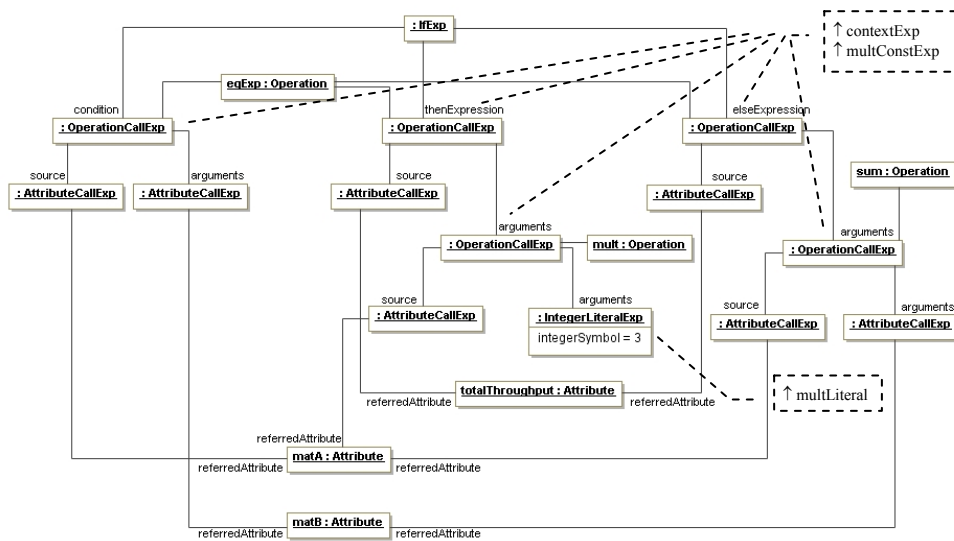 : IfExp
↑ contextExp
↑ multConstExp
eqExp : Operation
condition
thenExpression
elseExpression
: OperationCallExp
: OperationCallExp
: OperationCallExp
source
arguments
source
source
sum : Operation
: AttributeCallExp
: AttributeCallExp
: AttributeCallExp
: AttributeCallExp
arguments
arguments
: OperationCallExp
mult : Operation
: OperationCallExp
source
arguments
source
arguments
: AttributeCallExp
: IntegerLiteralExp
: AttributeCallExp
: AttributeCallExp
integerSymbol = 3
totalThroughput : Attribute
↑ multLiteral
referredAttribute
referredAttribute
referredAttribute
matA : Attribute
referredAttribute
referredAttribute
matB : Attribute
referredAttribute
referredAttribute